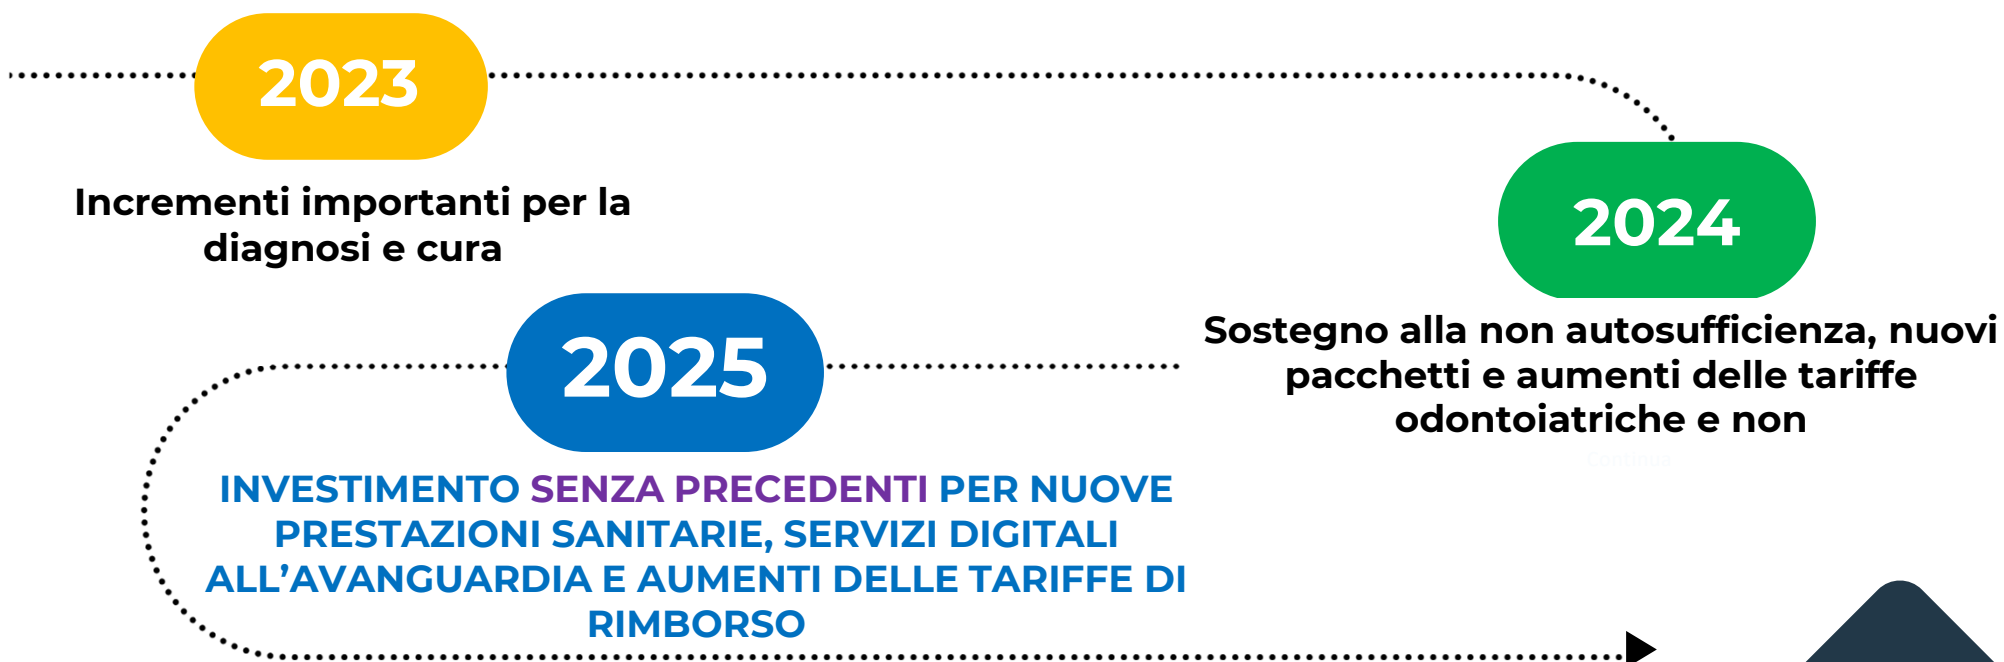 2023
Incrementi importanti per la
diagnosi e cura
2024
Sostegno alla non autosufficienza, nuovi
pacchetti e aumenti delle tariffe
odontoiatriche e non
2025
INVESTIMENTO SENZA PRECEDENTI PER NUOVE
PRESTAZIONI SANITARIE, SERVIZI DIGITALI
ALL’AVANGUARDIA E AUMENTI DELLE TARIFFE DI
RIMBORSO